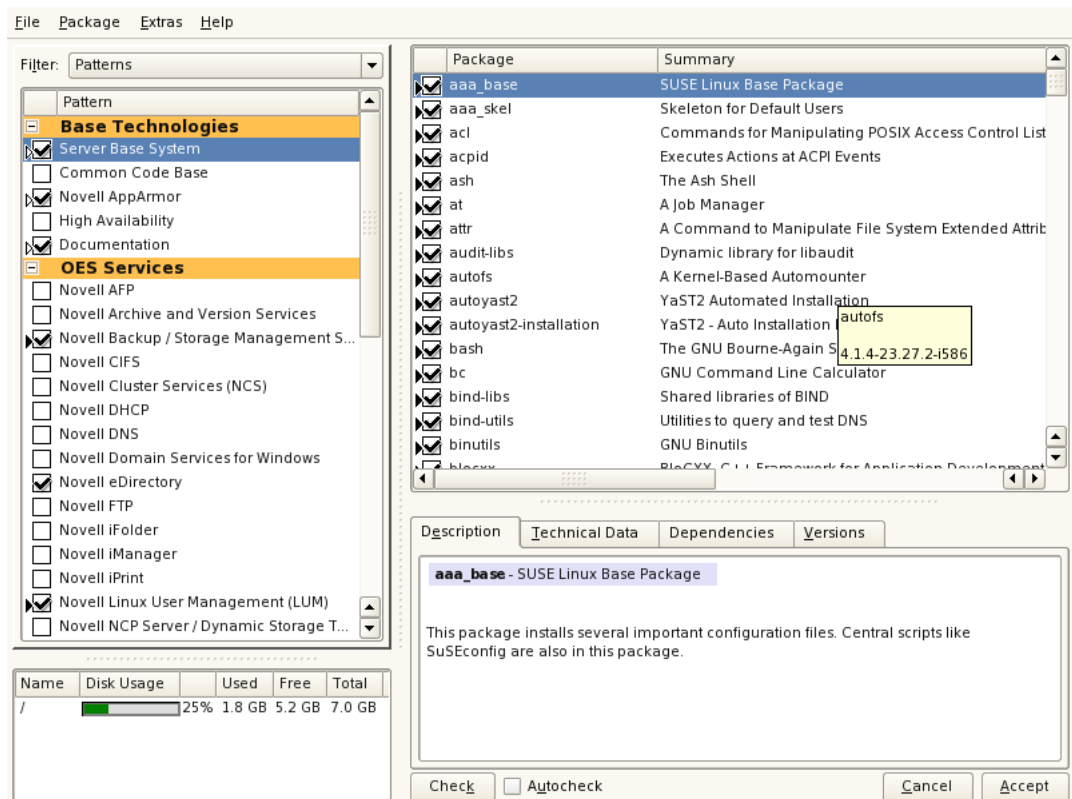 File Package Extras Help
Filter: Patterns
Pattern
Base Technologies
Server Base System
Common Code Base
Novell AppArmor
High Availability
Documentation
OES Services
Novell AFP
Novell Archive and Version Services
Novell Backup / Storage Management S...
Novell CIFS
Novell Cluster Services (NCS)
Novell DHCP
Novell DNS
Novell Domain Services for Windows
Novell eDirectory
Novell FTP
Novell iFolder
Novell iManager
Novell iPrint
Novell Linux User Management (LUM)
Novell NCP Server / Dynamic Storage T...
Name Disk Usage Used Free Total
/ 25% 1.8 GB 5.2 GB 7.0 GB
Package Summary
aaa_base SUSE Linux Base Package
aaa_skel Skeleton for Default Users
acl Commands for Manipulating POSIX Access Control List
acpid Executes Actions at ACPI Events
ash The Ash Shell
at A Job Manager
attr A Command to Manipulate File System Extended Attrib
audit-libs Dynamic library for libaudit
autofs A Kernel-Based Automounter
autoyast2 YaST2 Automated Installation
autoyast2-installation YaST2 - Auto Installation
bash The GNU Bourne-Again S
autofs
4.1.4-23.27.2-i586
bc GNU Command Line Calculator
bind-libs Shared libraries of BIND
bind-utils Utilities to query and test DNS
binutils GNU Binutils
blocxx BloCXX, C++ Framework for Application Development
Description Technical Data Dependencies Versions
aaa_base - SUSE Linux Base Package
This package installs several important configuration files. Central scripts like
SuSEconfig are also in this package.
Check Autocheck Cancel Accept